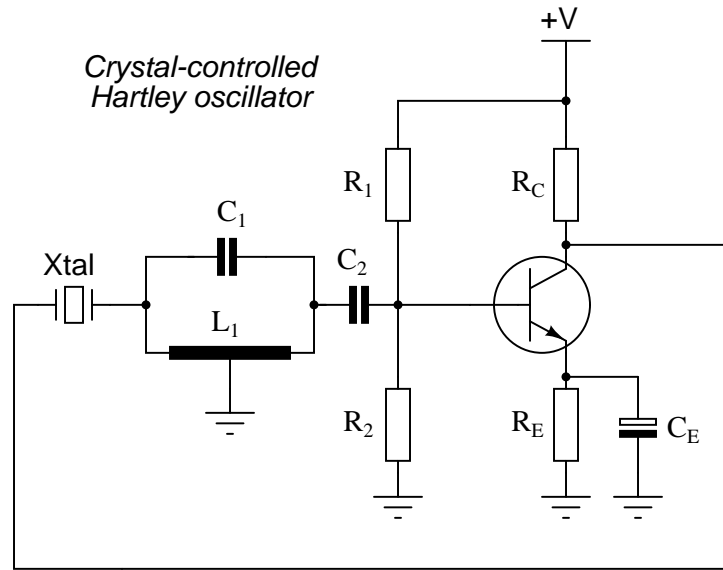 +V
Crystal-controlled
Hartley oscillator
R1
RC
C1
Xtal
C2
L1
R2
RE
CE